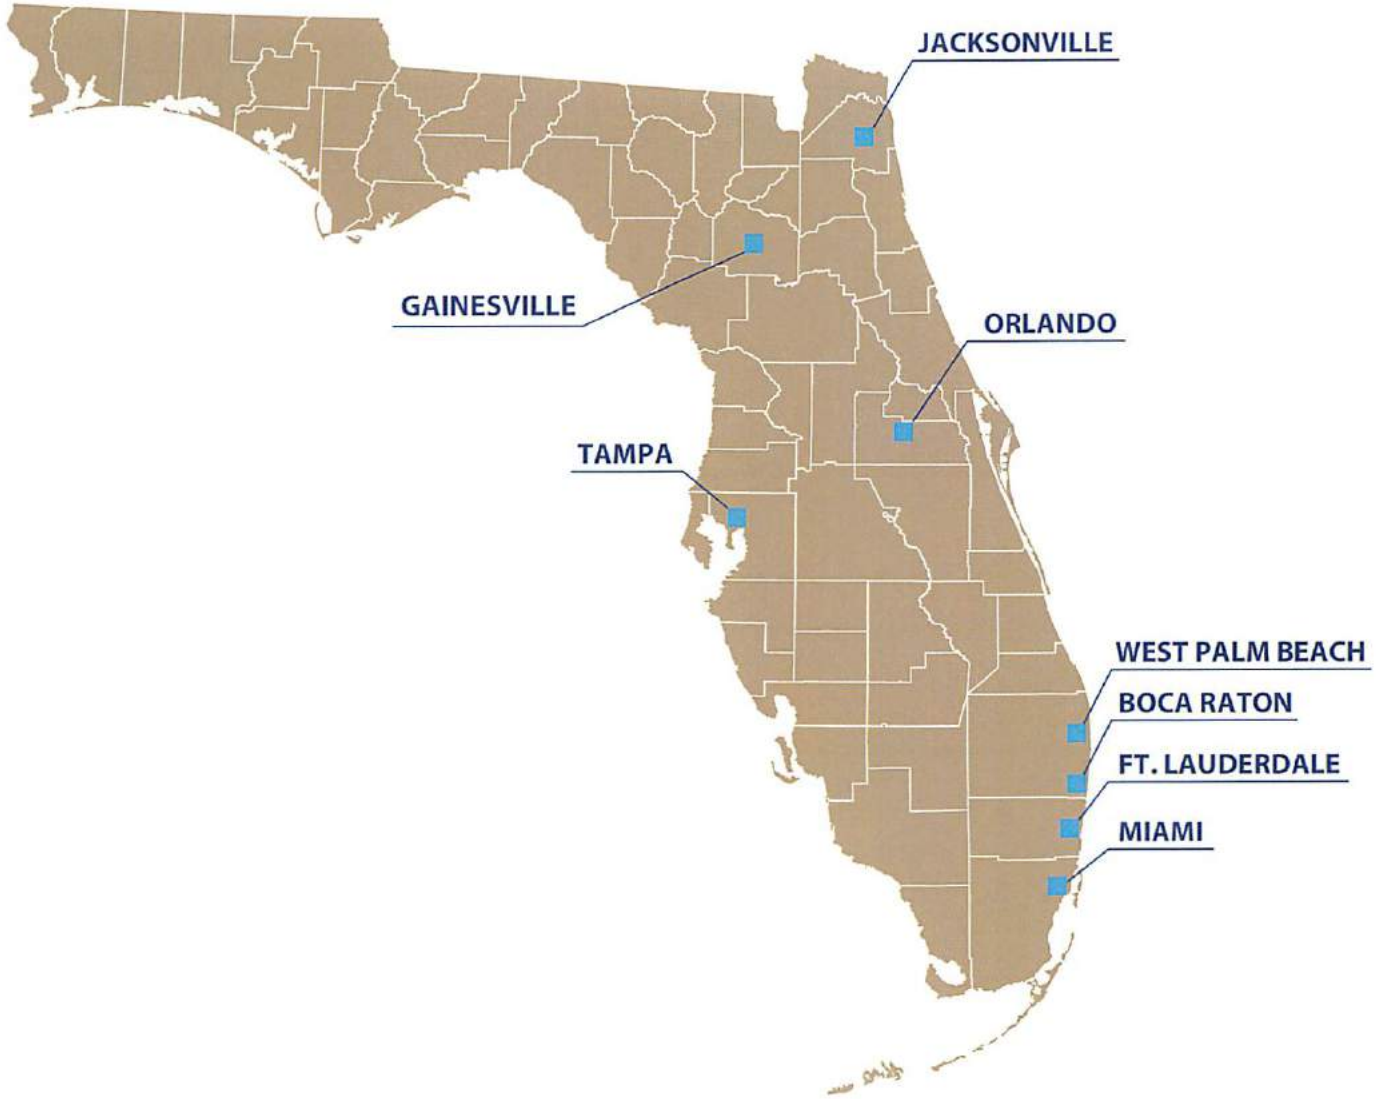 JACKSONVILLE
GAINESVILLE
ORLANDO
TAMPA
WEST PALM BEACH
BOCA RATON
FT. LAUDERDALE
MIAMI